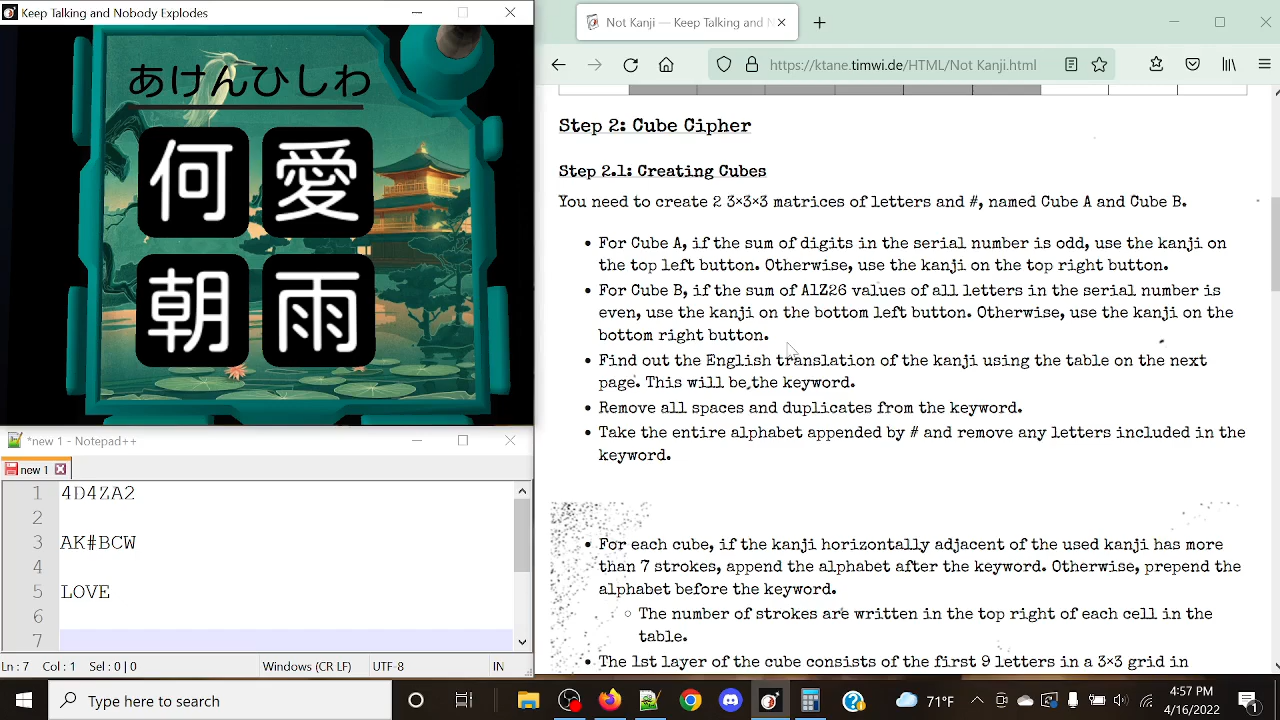 Keep Talking and Nobody Explodes
あけんひしわ
何 愛
朝 雨
*new 1 - Notepad++
new 1
1 4D4ZA2
2
3 AK#BCW
4
5 LOVE
6
7
Ln : 7 Col : 1 Sel : 0 | 0 Windows (CR LF) UTF-8 IN
Not Kanji — Keep Talking and N
https://ktane.timwi.de/HTML/Not Kanji.html
Step 2: Cube Cipher
Step 2.1: Creating Cubes
You need to create 2 3×3×3 matrices of letters and #, named Cube A and Cube B.
• For Cube A, if the sum of digits in the serial number is odd, use the kanji on
the top left button. Otherwise, use the kanji on the top right button.
• For Cube B, if the sum of A1Z26 values of all letters in the serial number is
even, use the kanji on the bottom left button. Otherwise, use the kanji on the
bottom right button.
• Find out the English translation of the kanji using the table on the next
page. This will be the keyword.
• Remove all spaces and duplicates from the keyword.
• Take the entire alphabet appended by # and remove any letters included in the
keyword.
• For each cube, if the kanji horizontally adjacent of the used kanji has more
than 7 strokes, append the alphabet after the keyword. Otherwise, prepend the
alphabet before the keyword.
○ The number of strokes are written in the top right of each cell in the
table.
• The 1st layer of the cube consists of the first 9 letters in a 3×3 grid in
Type here to search
71°F
4:57 PM
4/16/2022
1